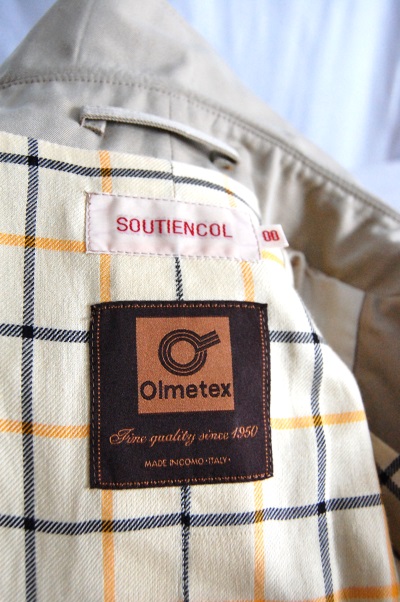 SOUTIENCOL 00
Olmetex
Fine quality since 1950
MADE IN COMO · ITALY ·